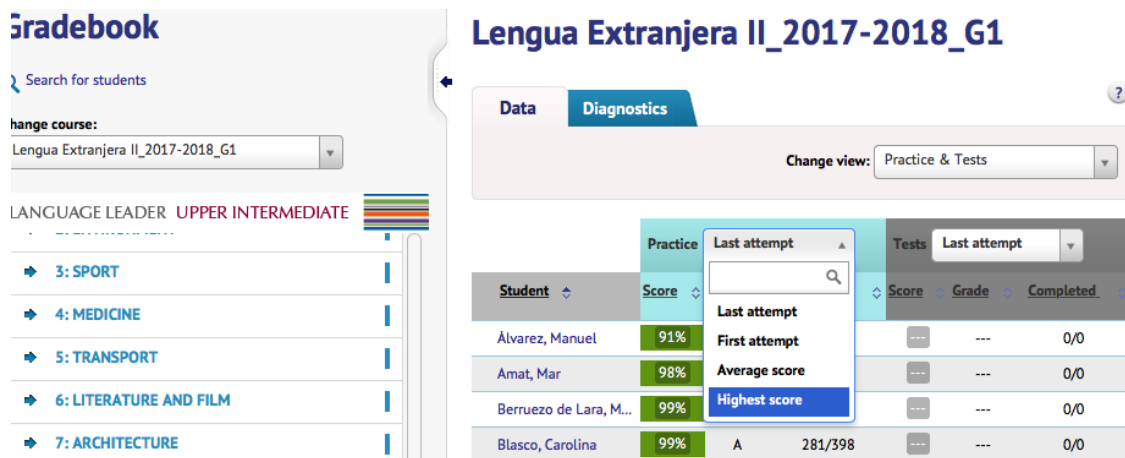 Gradebook
Search for students
hange course:
Lengua Extranjera II_2017-2018_G1
LANGUAGE LEADER UPPER INTERMEDIATE
3: SPORT
4: MEDICINE
5: TRANSPORT
6: LITERATURE AND FILM
7: ARCHITECTURE
Lengua Extranjera II_2017-2018_G1
?
Data Diagnostics
Change view: Practice & Tests
Practice Last attempt Tests Last attempt
Student Score Score Grade Completed
Last attempt
First attempt
Average score
Highest score
Álvarez, Manuel 91% --- --- 0/0
Amat, Mar 98% --- --- 0/0
Berruezo de Lara, M... 99% --- --- 0/0
Blasco, Carolina 99% A 281/398 --- --- 0/0